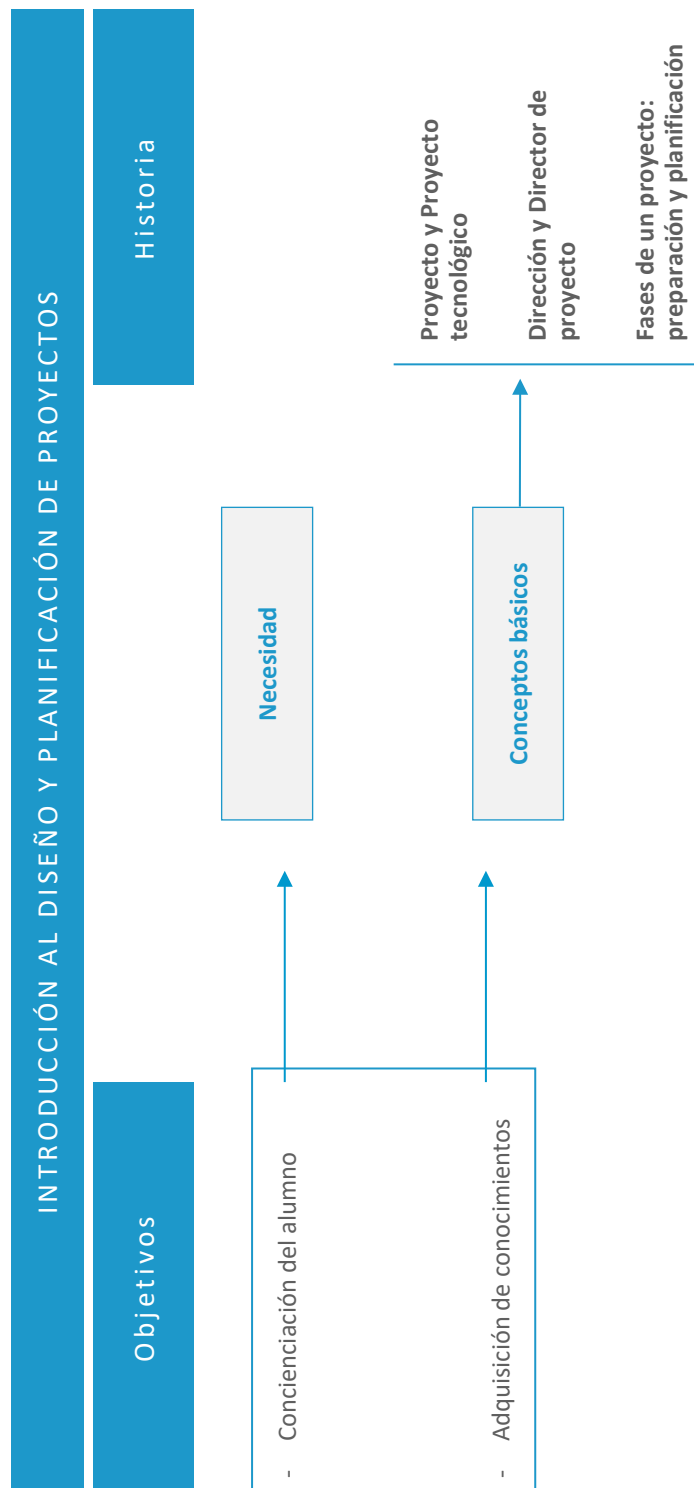 INTRODUCCIÓN AL DISEÑO Y PLANIFICACIÓN DE PROYECTOS
Objetivos
Historia
- Concienciación del alumno
Necesidad
- Adquisición de conocimientos
Conceptos básicos
Proyecto y Proyecto
tecnológico
Dirección y Director de
proyecto
Fases de un proyecto:
preparación y planificación